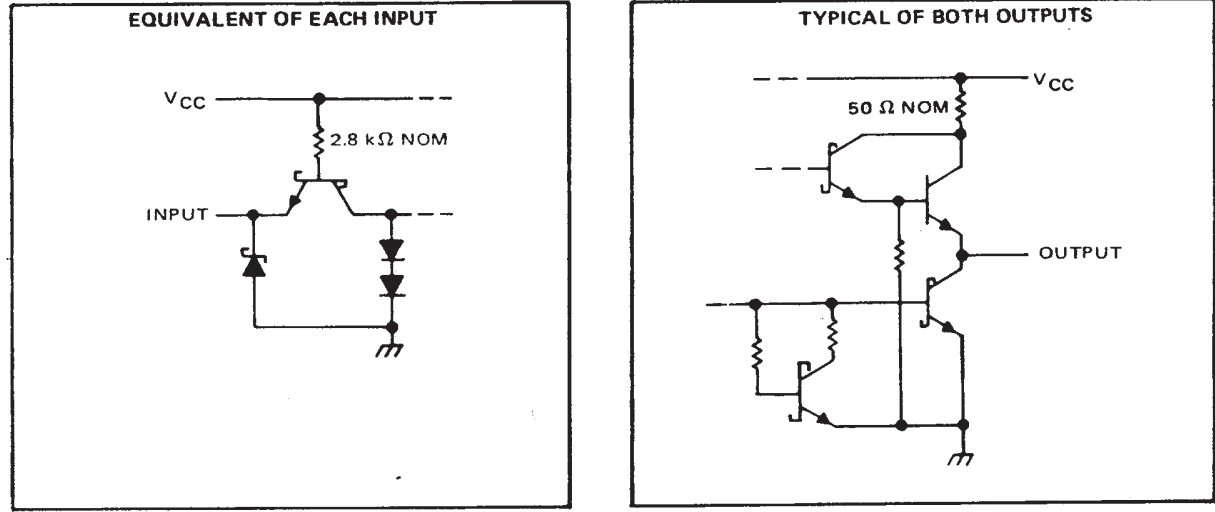 EQUIVALENT OF EACH INPUT
VCC
2.8 kΩ NOM
INPUT
TYPICAL OF BOTH OUTPUTS
VCC
50 Ω NOM
OUTPUT